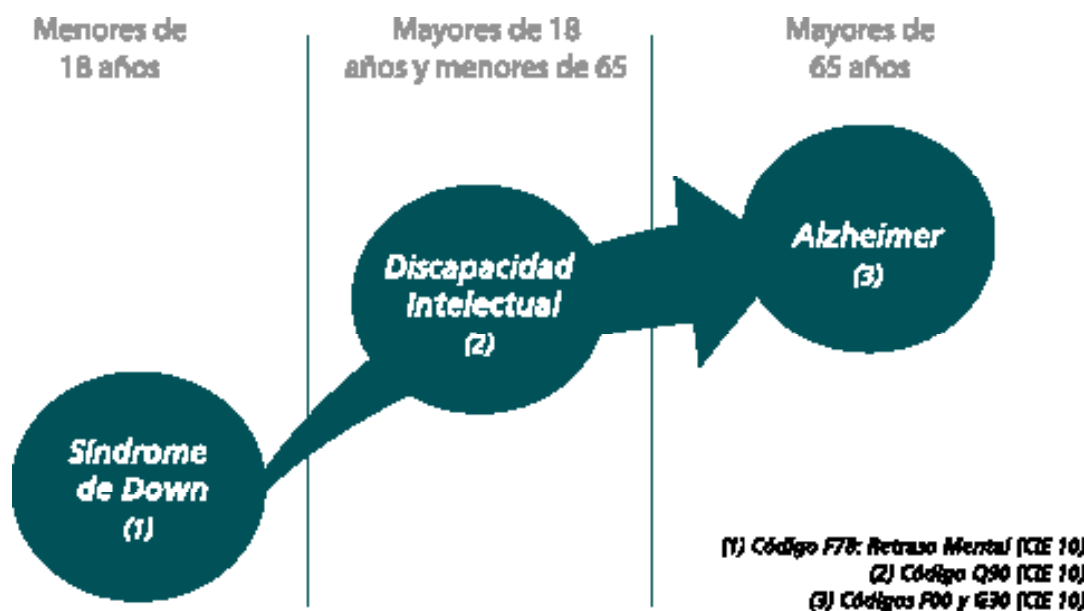 Menores de
18 años
Mayores de 18
años y menores de 65
Mayores de
65 años
Alzheimer
(3)
Discapacidad
Intelectual
(2)
Síndrome
de Down
(1)
(1) Código F78: Retraso Mental (CIE 10)
(2) Código Q90 (CIE 10)
(3) Códigos F00 y G30 (CIE 10)